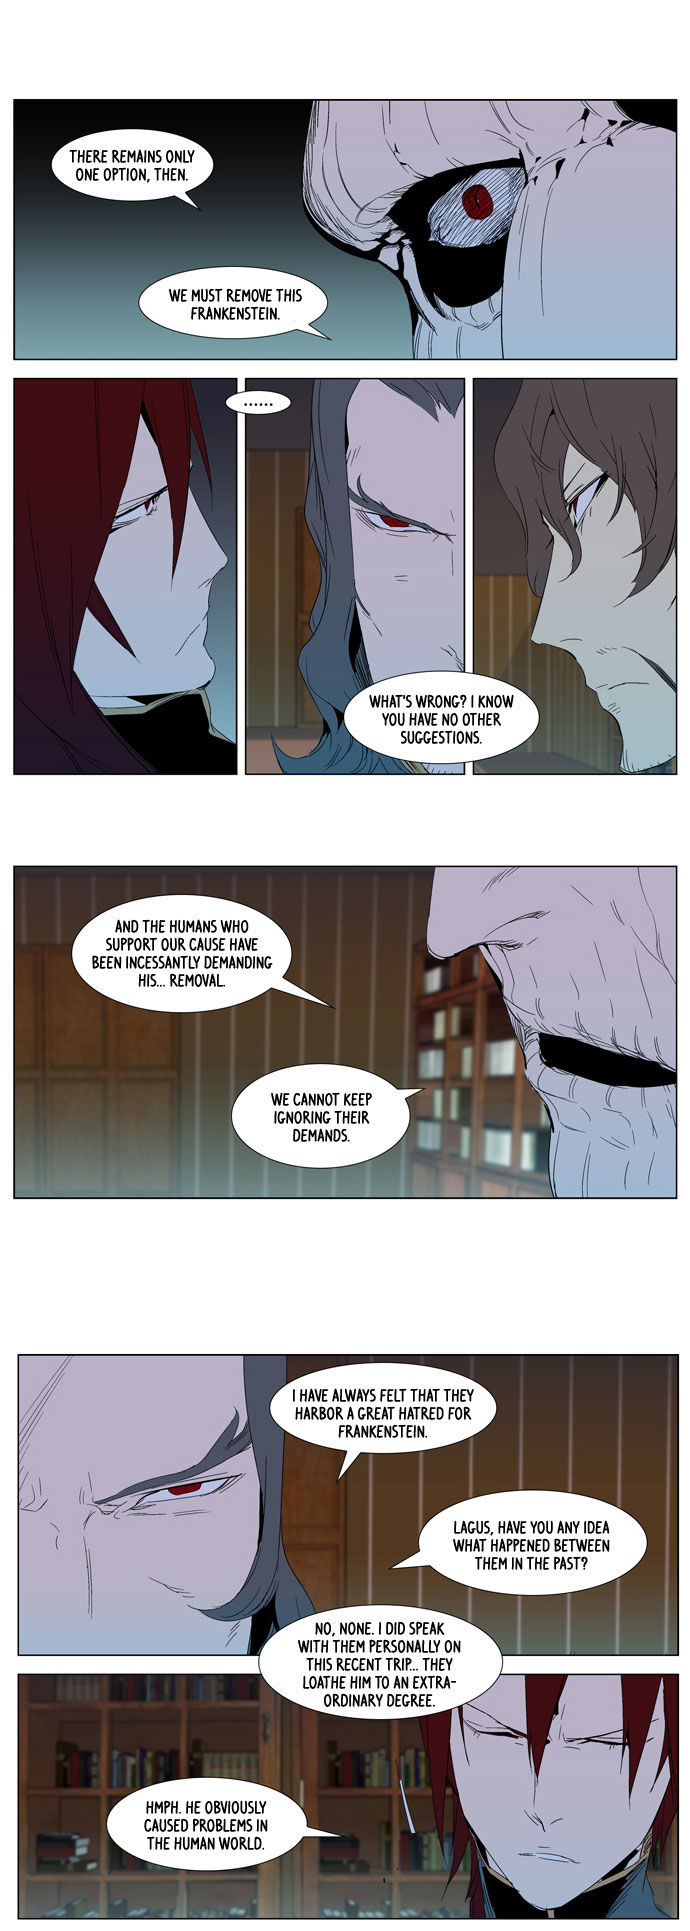 THERE REMAINS ONLY
ONE OPTION, THEN.
WE MUST REMOVE THIS
FRANKENSTEIN.
......
WHAT'S WRONG? I KNOW
YOU HAVE NO OTHER
SUGGESTIONS.
AND THE HUMANS WHO
SUPPORT OUR CAUSE HAVE
BEEN INCESSANTLY DEMANDING
HIS... REMOVAL.
WE CANNOT KEEP
IGNORING THEIR
DEMANDS.
I HAVE ALWAYS FELT THAT THEY
HARBOR A GREAT HATRED FOR
FRANKENSTEIN.
LAGUS, HAVE YOU ANY IDEA
WHAT HAPPENED BETWEEN
THEM IN THE PAST?
NO, NONE. I DID SPEAK
WITH THEM PERSONALLY ON
THIS RECENT TRIP... THEY
LOATHE HIM TO AN EXTRA-
ORDINARY DEGREE.
HMPH. HE OBVIOUSLY
CAUSED PROBLEMS IN
THE HUMAN WORLD.